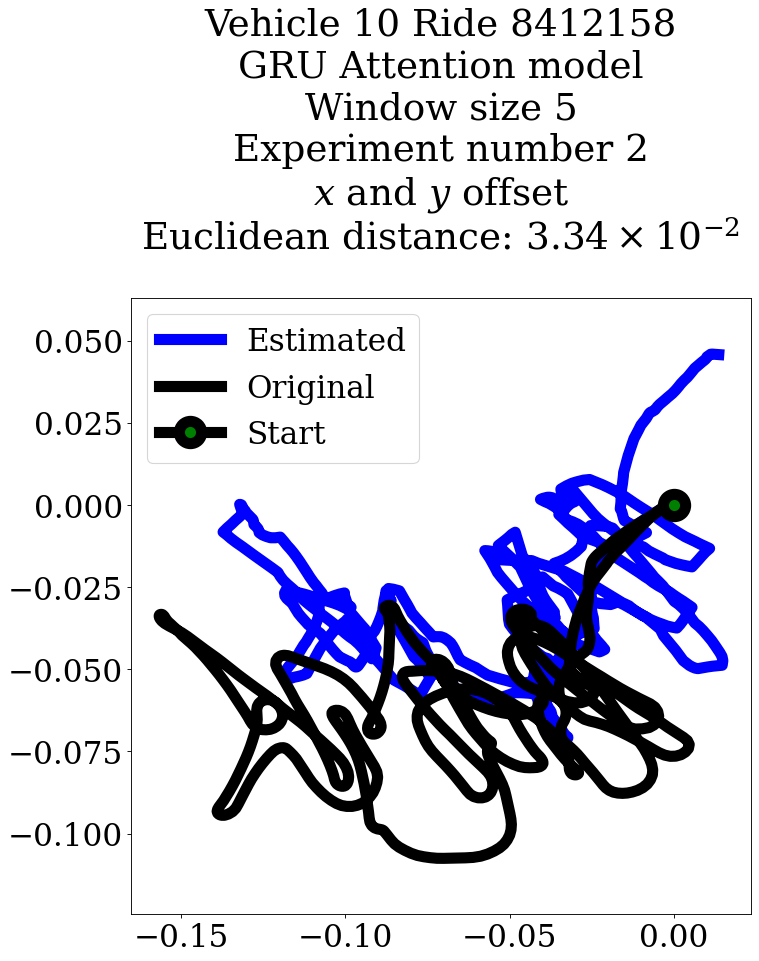 Vehicle 10 Ride 8412158
GRU Attention model
Window size 5
Experiment number 2
x and y offset
Euclidean distance: 3.34 × 10⁻²
Estimated
Original
Start
0.050
0.025
0.000
−0.025
−0.050
−0.075
−0.100
−0.15 −0.10 −0.05 0.00